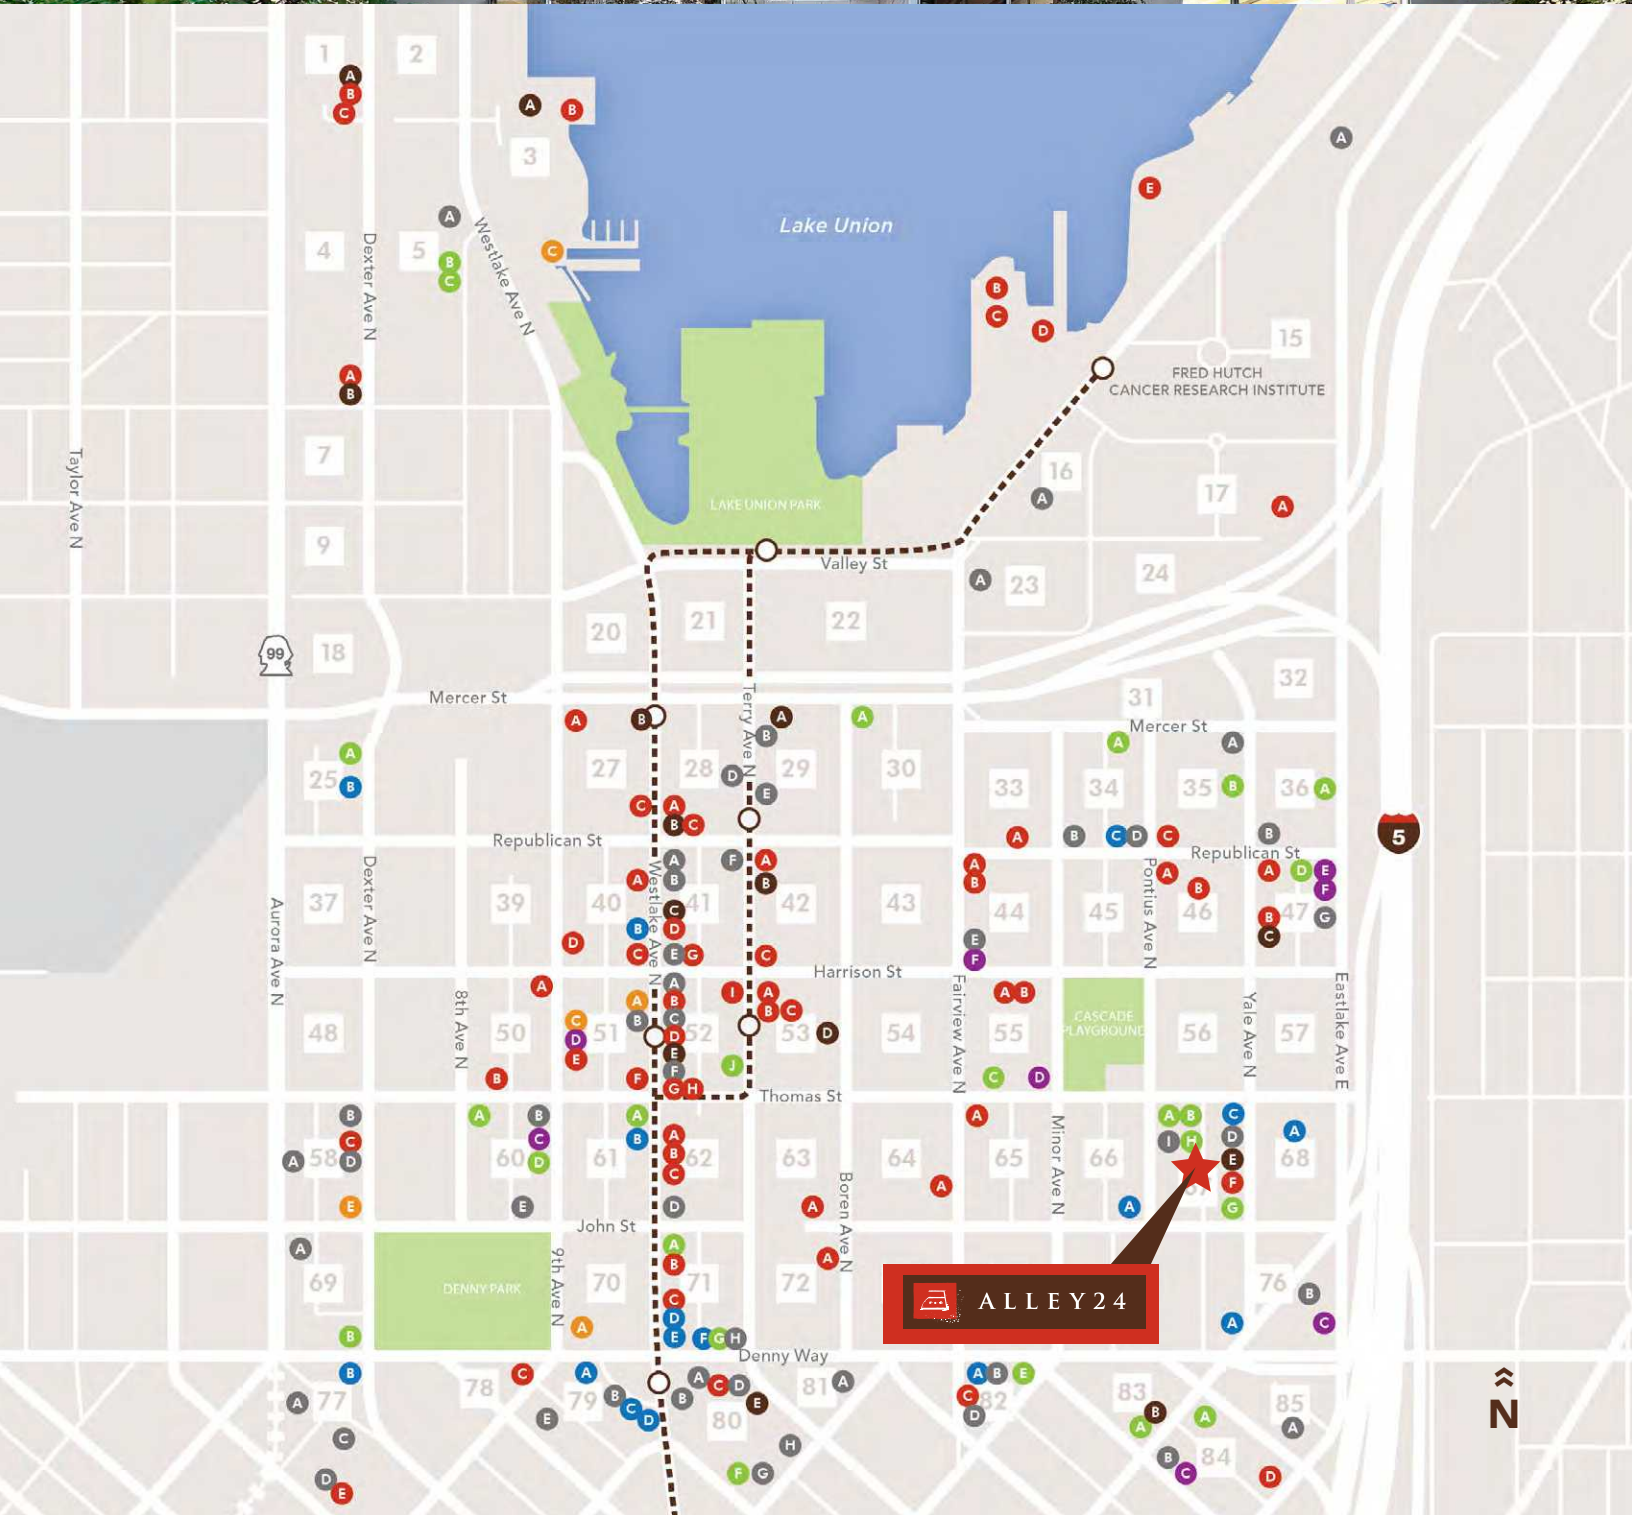 1
2
A
B
C
A
B
3
A
E
A
B
C
4
5
Dexter Ave N
Westlake Ave N
C
Lake Union
B
C
D
15
FRED HUTCH
CANCER RESEARCH INSTITUTE
A
B
7
Taylor Ave N
16
A
17
A
LAKE UNION PARK
9
Valley St
A
23
24
20
21
22
99
18
Mercer St
31
32
Mercer St
A
B
Terry Ave N
A
B
A
A
A
A
25
B
27
28
D
29
E
30
33
34
35
B
36
A
5
C
A
B
C
Republican St
A
B
C
D
C
B
Republican St
A
B
F
A
B
A
A
B
A
B
A
D
E
F
37
Dexter Ave N
39
40
A
Westlake Ave N
C
41
42
43
44
45
Pontius Ave N
46
B
C
47
G
Aurora Ave N
D
B
C
D
E
G
C
E
F
Harrison St
8th Ave N
A
A
B
A
B
C
I
A
B
C
Fairview Ave N
A
B
CASCADE
PLAYGROUND
Yale Ave N
Eastlake Ave E
48
50
C
D
E
51
D
E
F
52
53
D
54
55
56
57
B
F
G
H
J
C
D
Thomas St
B
C
D
A
58
E
A
B
C
D
60
E
A
B
61
A
B
C
62
D
63
Boren Ave N
64
A
A
65
Minor Ave N
66
A
A
B
I
H
C
D
E
F
G
A
68
John St
A
A
69
DENNY PARK
9th Ave N
70
A
B
C
D
E
71
F
G
H
72
A
ALLEY24
76
B
A
C
B
A
Denny Way
B
A
77
C
D
E
78
C
A
79
B
C
D
E
A
B
C
D
E
80
F
G
H
81
A
A
B
E
C
82
D
83
B
A
A
84
B
C
85
A
D
N